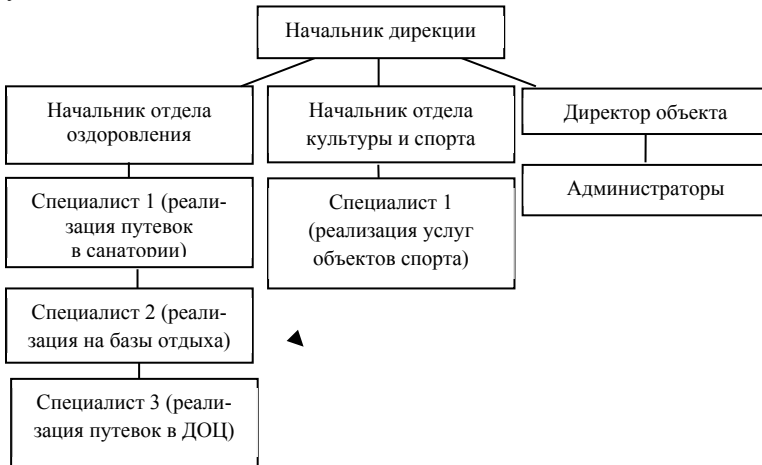 Начальник дирекции
Начальник отдела
оздоровления
Начальник отдела
культуры и спорта
Директор объекта
Специалист 1 (реали-
зация путевок
в санатории)
Специалист 1
(реализация услуг
объектов спорта)
Администраторы
Специалист 2 (реали-
зация на базы отдыха)
Специалист 3 (реали-
зация путевок в ДОЦ)